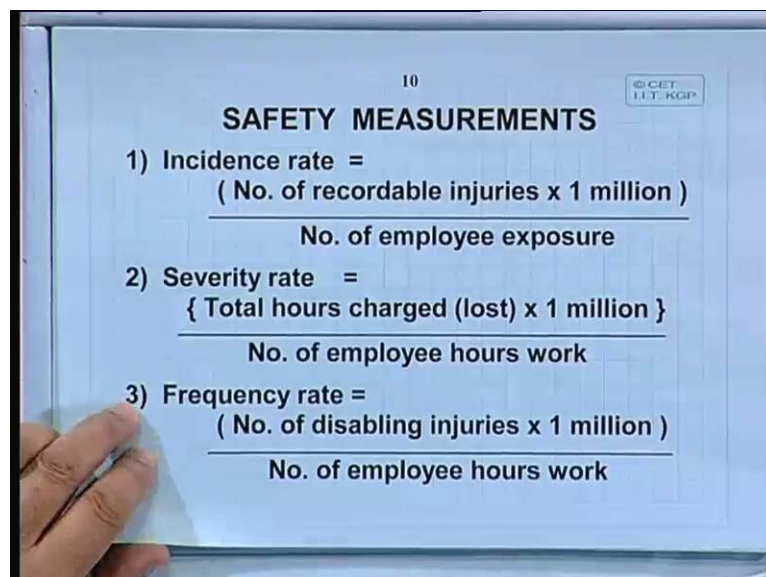 10
© CET
I.I.T. KGP
SAFETY MEASUREMENTS
1) Incidence rate =
( No. of recordable injuries x 1 million )
No. of employee exposure
2) Severity rate =
{ Total hours charged (lost) x 1 million }
No. of employee hours work
3) Frequency rate =
( No. of disabling injuries x 1 million )
No. of employee hours work